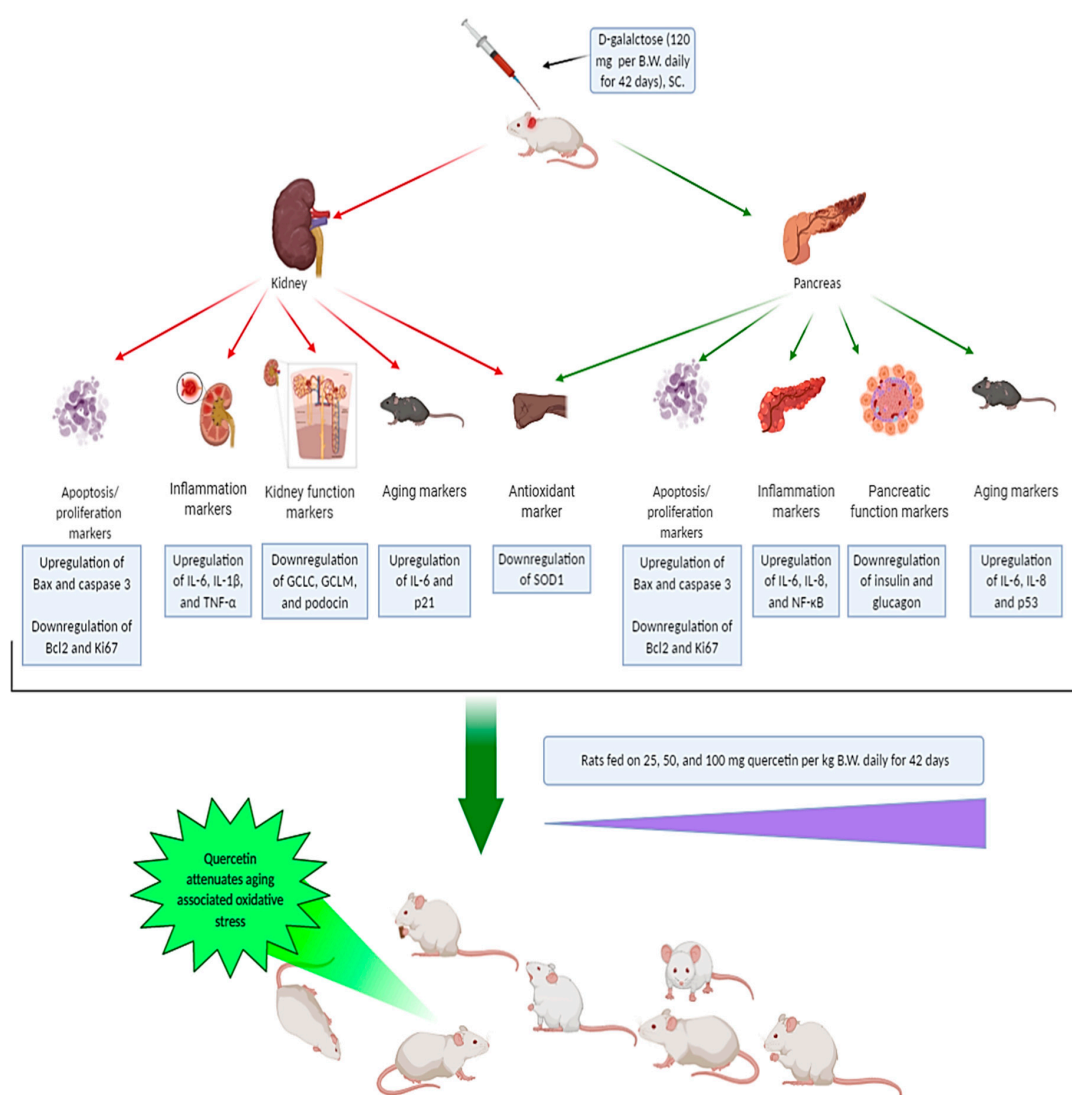 D-galalctose (120
mg  per B.W. daily
for 42 days), SC.
Kidney
Pancreas
Apoptosis/
proliferation
markers
Inflammation
markers
Kidney function
markers
Aging markers
Antioxidant
marker
Apoptosis/
proliferation
markers
Inflammation
markers
Pancreatic
function markers
Aging markers
Upregulation of
Bax and caspase 3
Downregulation of
Bcl2 and Ki67
Upregulation
of IL-6, IL-1β,
and TNF-α
Downregulation
of GCLC, GCLM,
and podocin
Upregulation
of IL-6 and
p21
Downregulation
of SOD1
Upregulation of
Bax and caspase 3
Downregulation of
Bcl2 and Ki67
Upregulation
of IL-6, IL-8,
and NF-κB
Downregulation
of insulin and
glucagon
Upregulation
of IL-6, IL-8
and p53
Rats fed on 25, 50, and 100 mg quercetin per kg B.W. daily for 42 days
Quercetin
attenuates aging
associated oxidative
stress